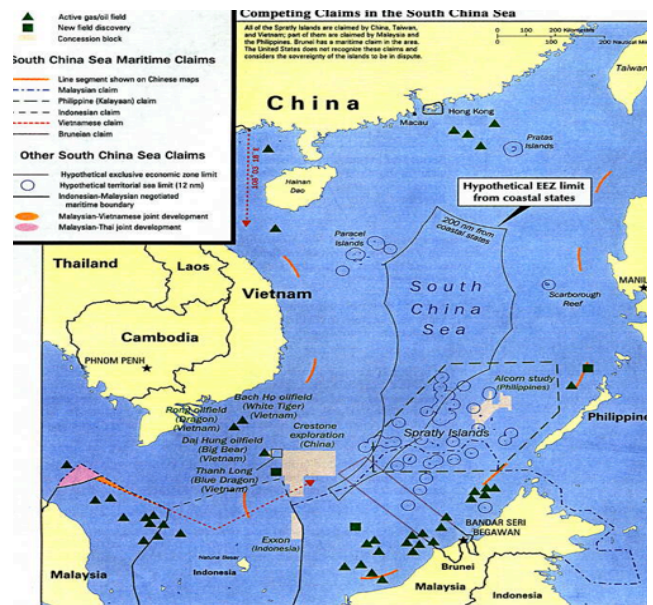 Competing Claims in the South China Sea
All of the Spratly Islands are claimed by China, Taiwan,
and Vietnam; part of them are claimed by Malaysia and
the Philippines. Brunei has a maritime claim in the area.
The United States does not recognize these claims and
considers the sovereignty of the islands to be in dispute.
Active gas/oil field
New field discovery
Concession block
South China Sea Maritime Claims
Line segment shown on Chinese maps
Malaysian claim
Philippine (Kalayaan) claim
Indonesian claim
Vietnamese claim
Bruneian claim
Other South China Sea Claims
Hypothetical exclusive economic zone limit
Hypothetical territorial sea limit (12 nm)
Indonesian-Malaysian negotiated
maritime boundary
Malaysian-Vietnamese joint development
Malaysian-Thai joint development
200 Kilometers
200 Nautical
Taiwan
China
Hong Kong
Macau
Pratas
Islands
Hainan
Dao
Hypothetical EEZ limit
from coastal states
200 nm from
coastal states
Paracel
Islands
Thailand
Laos
Vietnam
South
China
Sea
Scarborough
Reef
MANIL
Cambodia
PHNOM PENH
Bach Ho oilfield
(White Tiger)
(Vietnam)
Rong oilfield
(Dragon)
(Vietnam)
Dai Hung oilfield
(Big Bear)
(Vietnam)
Crestone
exploration
(China)
Thanh Long
(Blue Dragon)
(Vietnam)
Alcorn study
(Philippines)
Spratly Islands
Philippine
Exxon
(Indonesia)
BANDAR SERI
BEGAWAN
Natuna Besar
Indonesia
Malaysia
Brunei
Malaysia
Indonesia